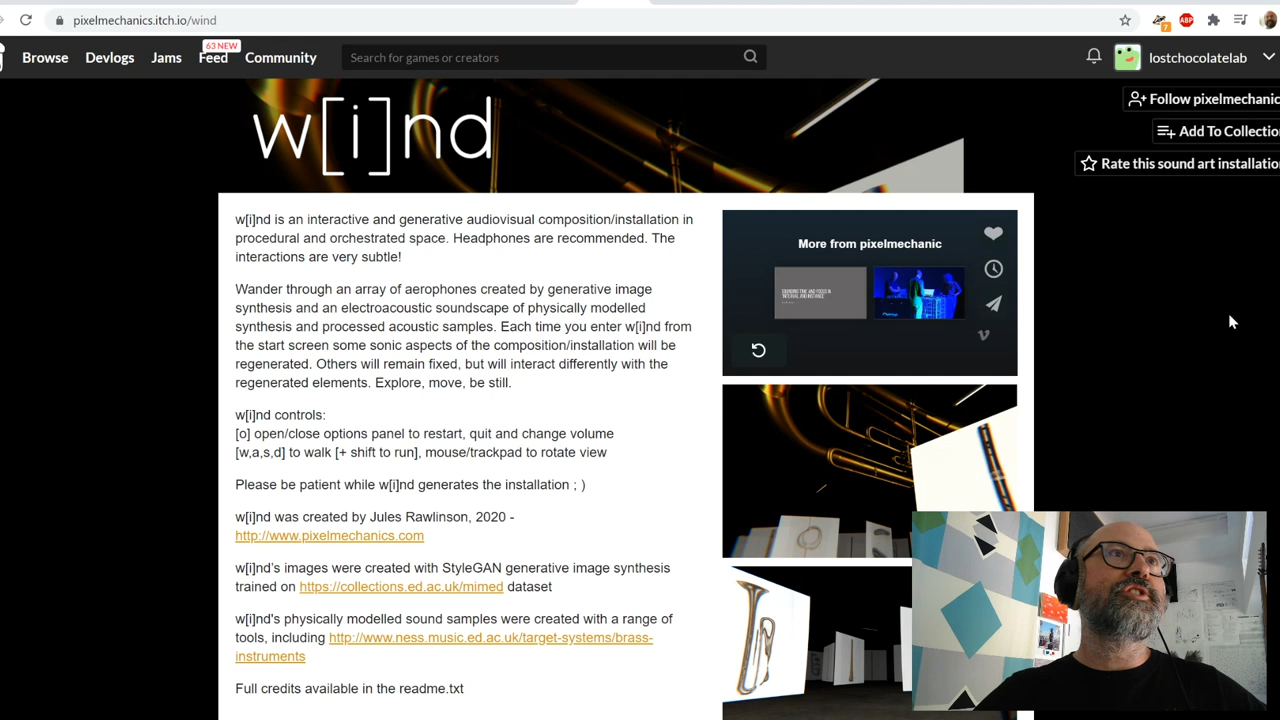 pixelmechanics.itch.io/wind
7
ABP
63 NEW
Browse
Devlogs
Jams
Feed
Community
Search for games or creators
lostchocolatelab
w[i]nd
Follow pixelmechanic
Add To Collectio
Rate this sound art installatio
w[i]nd is an interactive and generative audiovisual composition/installation in
procedural and orchestrated space. Headphones are recommended. The
interactions are very subtle!
Wander through an array of aerophones created by generative image
synthesis and an electroacoustic soundscape of physically modelled
synthesis and processed acoustic samples. Each time you enter w[i]nd from
the start screen some sonic aspects of the composition/installation will be
regenerated. Others will remain fixed, but will interact differently with the
regenerated elements. Explore, move, be still.
w[i]nd controls:
[o] open/close options panel to restart, quit and change volume
[w,a,s,d] to walk [+ shift to run], mouse/trackpad to rotate view
Please be patient while w[i]nd generates the installation ; )
w[i]nd was created by Jules Rawlinson, 2020 -
http://www.pixelmechanics.com
w[i]nd's images were created with StyleGAN generative image synthesis
trained on https://collections.ed.ac.uk/mimed dataset
w[i]nd's physically modelled sound samples were created with a range of
tools, including http://www.ness.music.ed.ac.uk/target-systems/brass-
instruments
Full credits available in the readme.txt
More from pixelmechanic